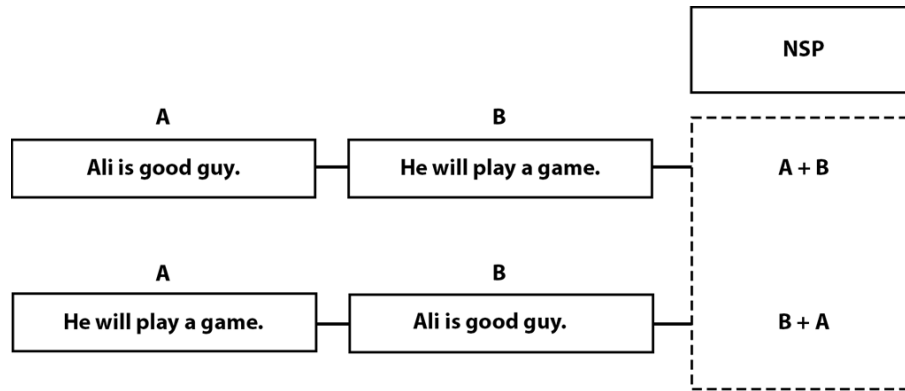 NSP
A B
Ali is good guy. He will play a game. A + B
A B
He will play a game. Ali is good guy. B + A